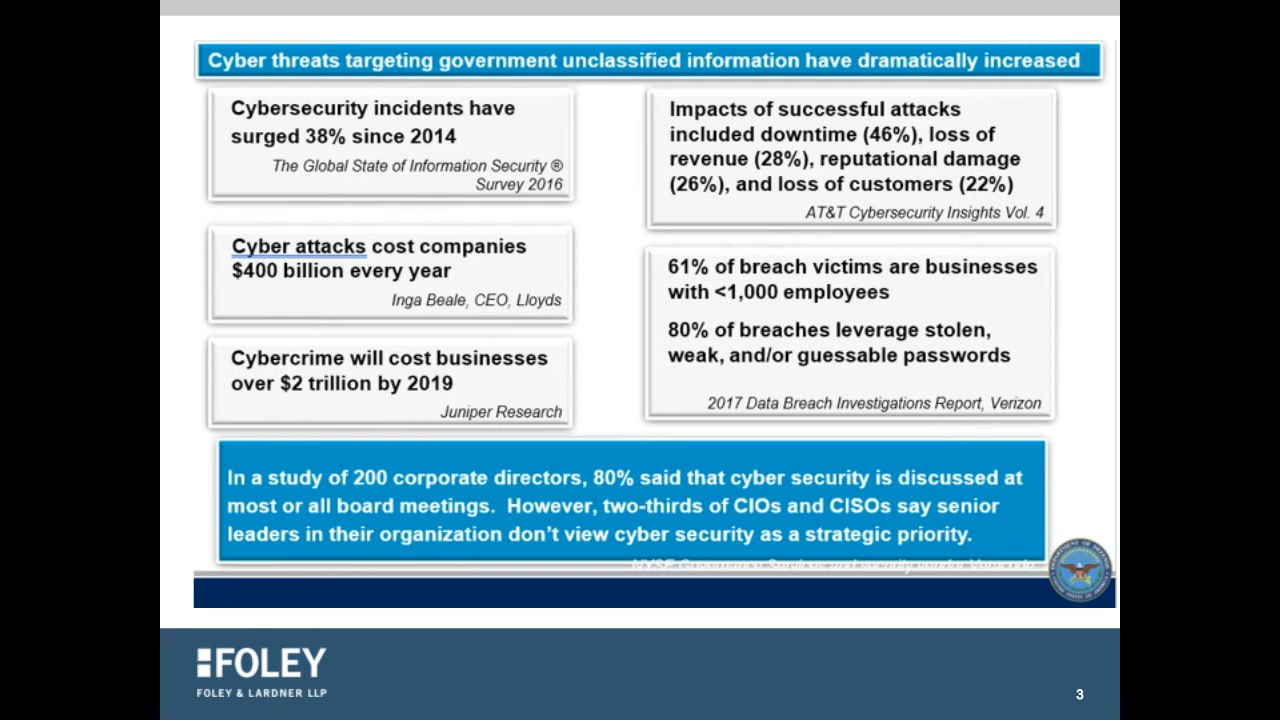 Cyber threats targeting government unclassified information have dramatically increased
Cybersecurity incidents have
surged 38% since 2014
The Global State of Information Security ®
Survey 2016
Cyber attacks cost companies
$400 billion every year
Inga Beale, CEO, Lloyds
Cybercrime will cost businesses
over $2 trillion by 2019
Juniper Research
Impacts of successful attacks
included downtime (46%), loss of
revenue (28%), reputational damage
(26%), and loss of customers (22%)
AT&T Cybersecurity Insights Vol. 4
61% of breach victims are businesses
with <1,000 employees
80% of breaches leverage stolen,
weak, and/or guessable passwords
2017 Data Breach Investigations Report, Verizon
In a study of 200 corporate directors, 80% said that cyber security is discussed at
most or all board meetings.  However, two-thirds of CIOs and CISOs say senior
leaders in their organization don't view cyber security as a strategic priority.
NYSE Governance Services and security vendor Veracode
FOLEY
FOLEY & LARDNER LLP
3